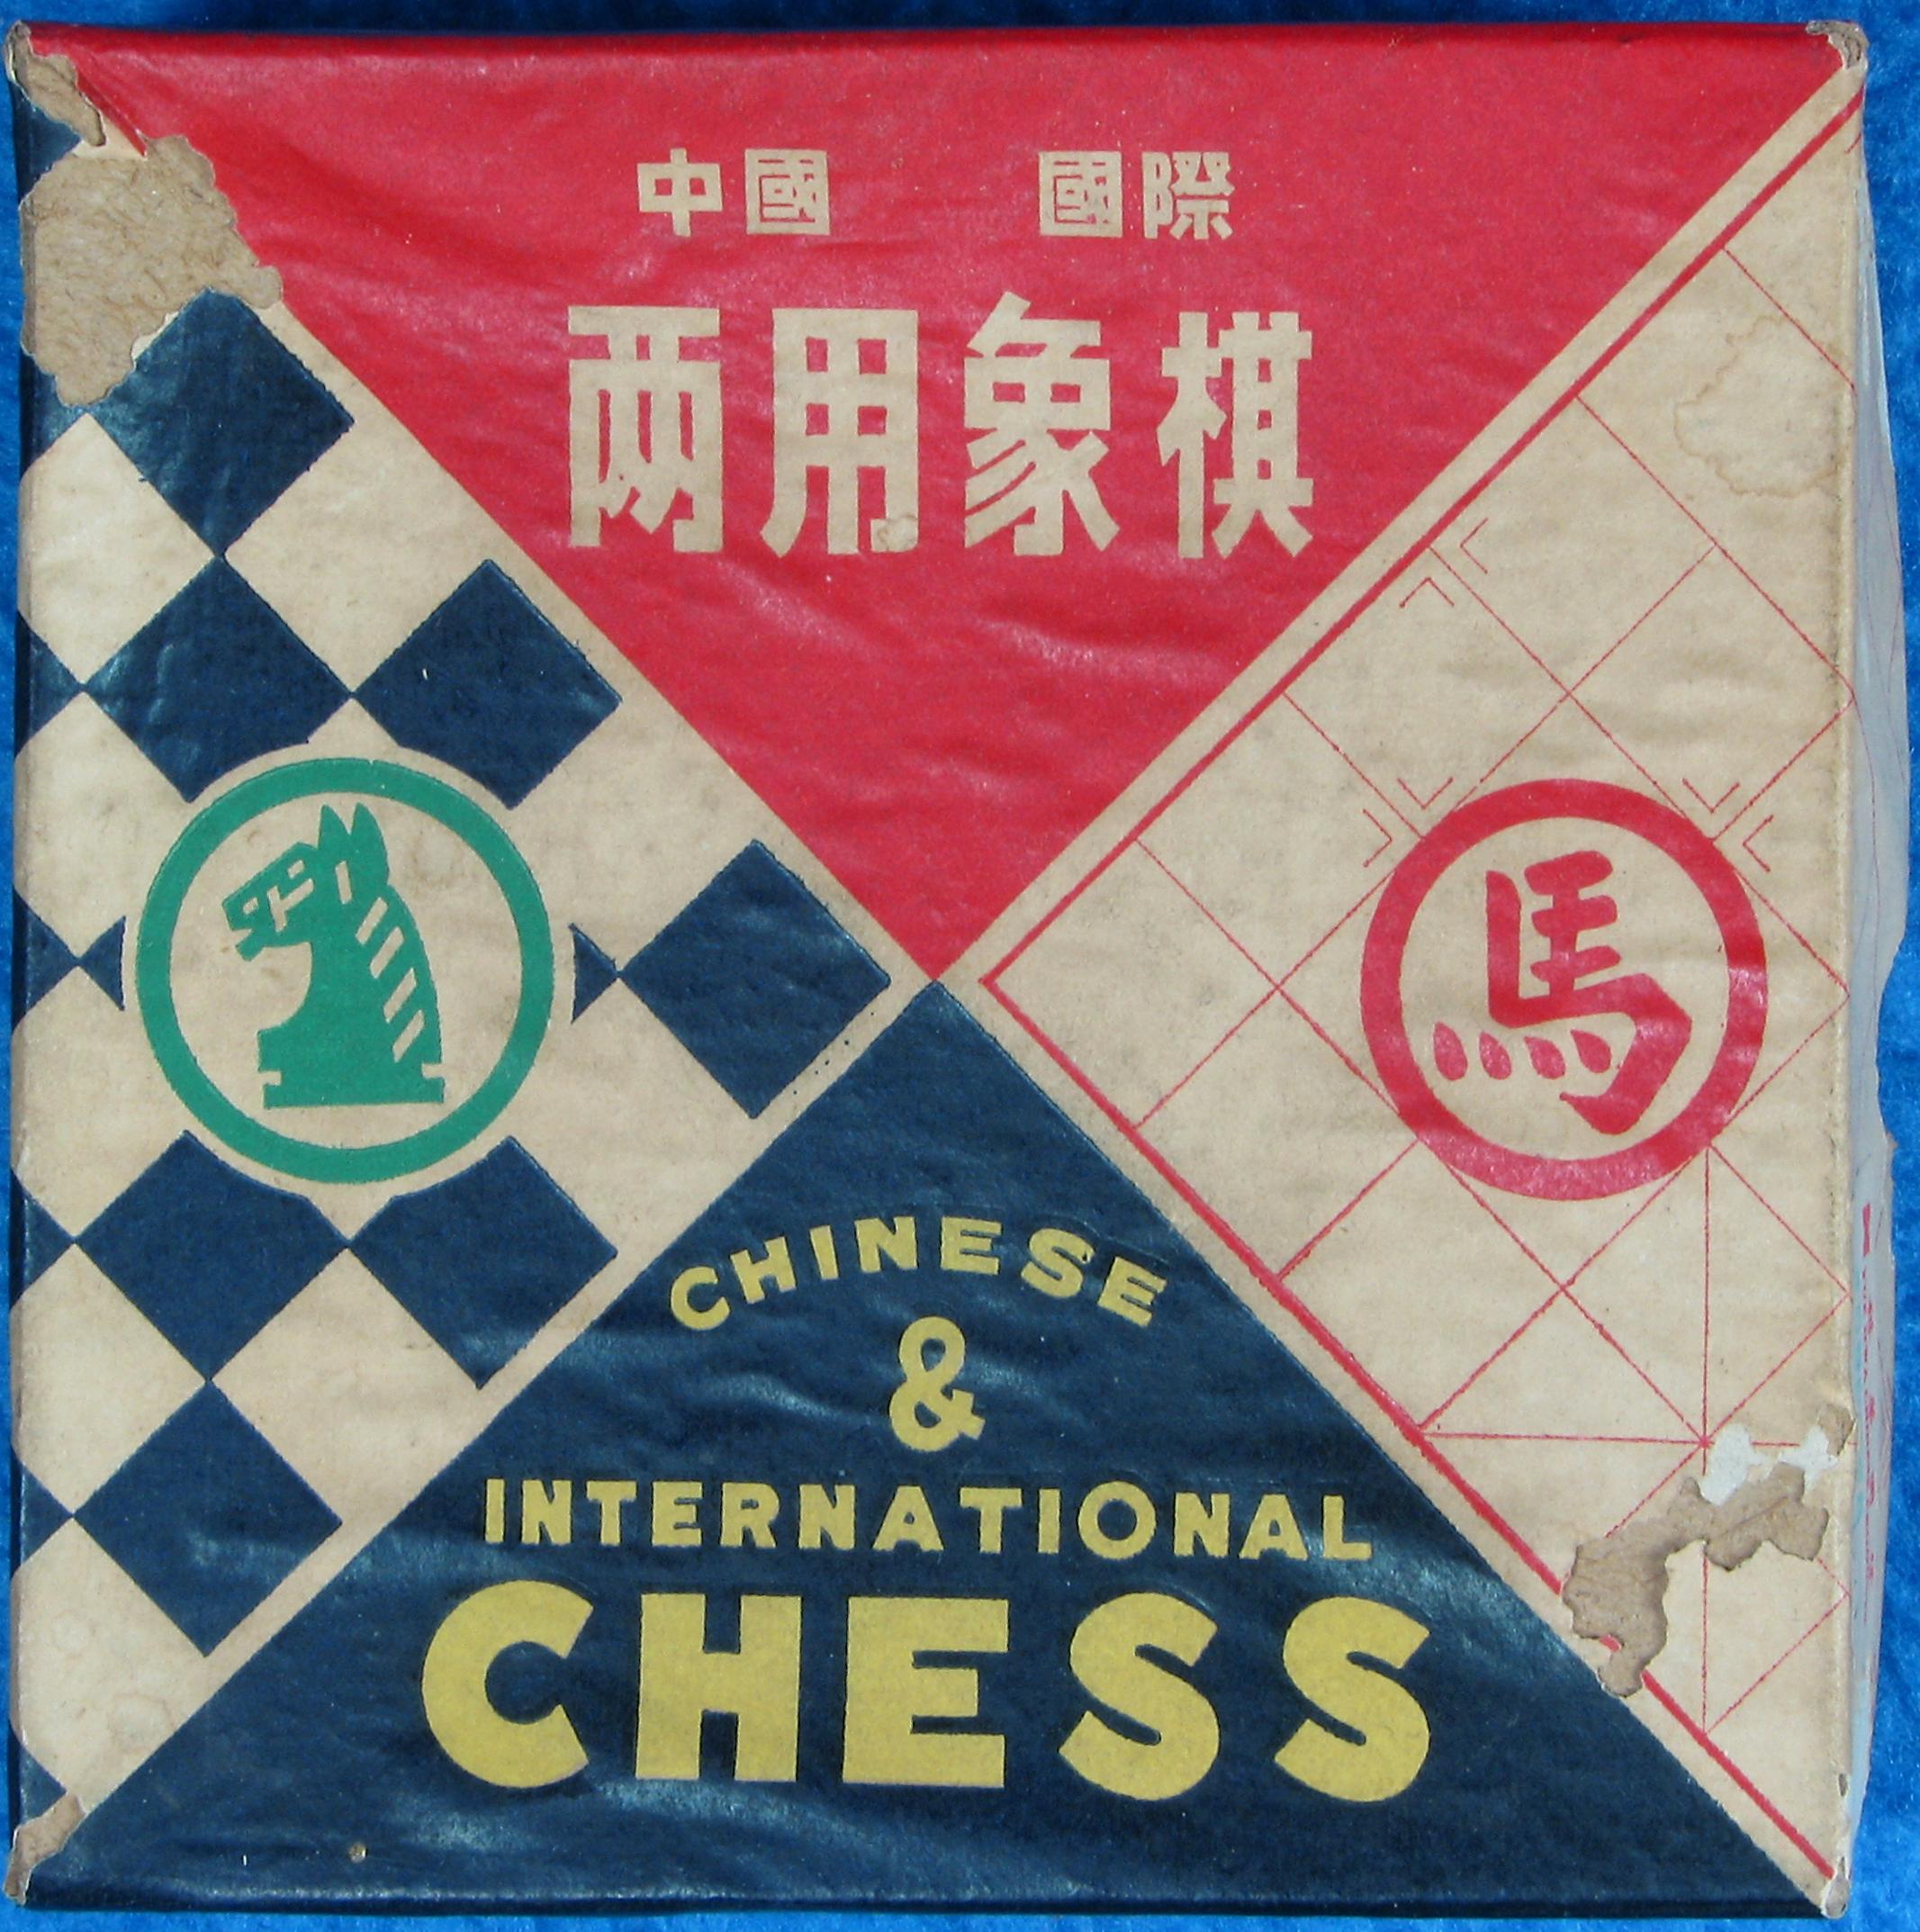 中國 國際
兩用象棋
馬
CHINESE
&
INTERNATIONAL
CHESS